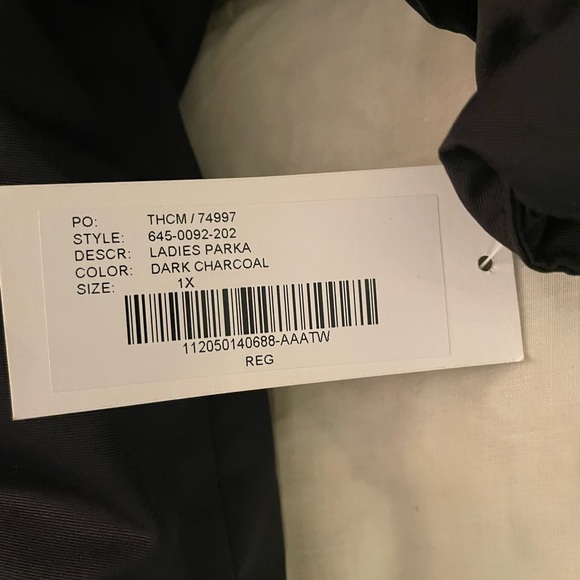 PO: THCM / 74997
STYLE: 645-0092-202
DESCR: LADIES PARKA
COLOR: DARK CHARCOAL
SIZE: 1X
112050140688-AAATW
REG